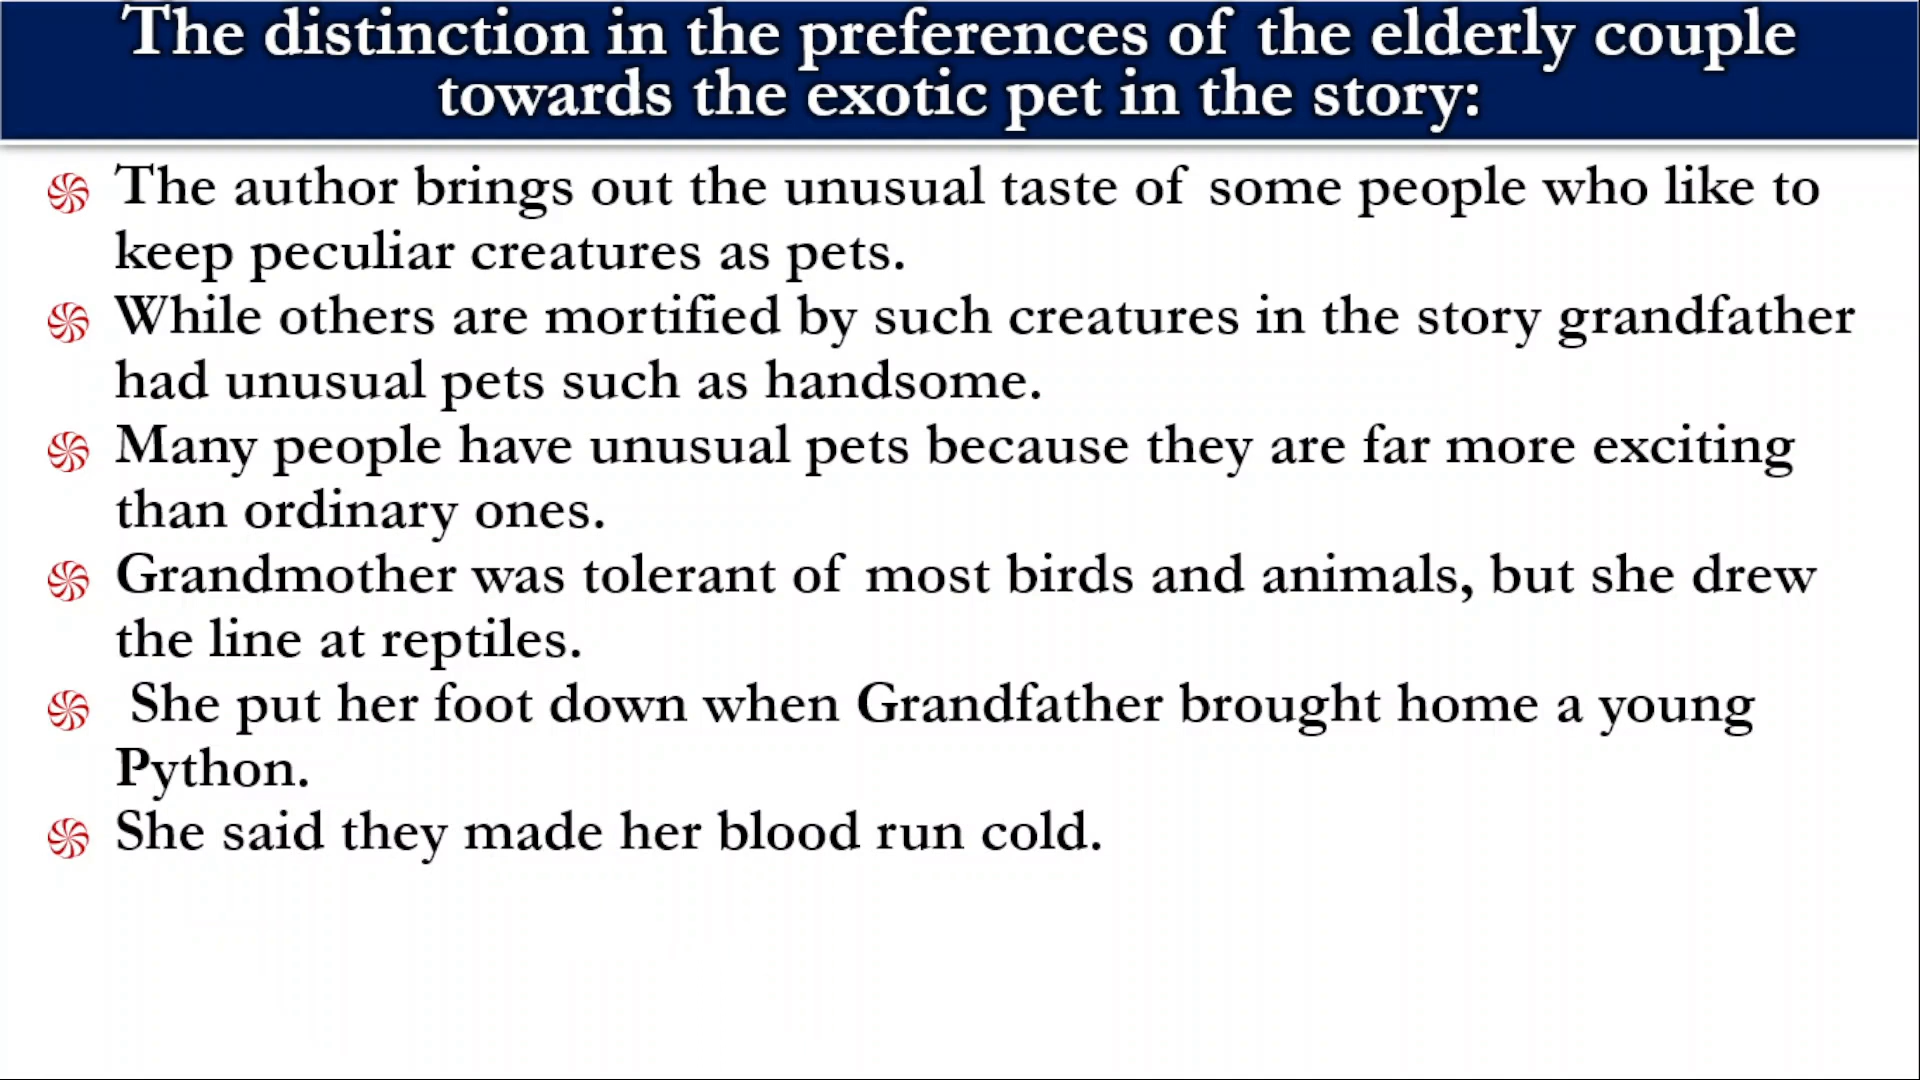 The distinction in the preferences of the elderly couple
towards the exotic pet in the story:
The author brings out the unusual taste of some people who like to
keep peculiar creatures as pets.
While others are mortified by such creatures in the story grandfather
had unusual pets such as handsome.
Many people have unusual pets because they are far more exciting
than ordinary ones.
Grandmother was tolerant of most birds and animals, but she drew
the line at reptiles.
She put her foot down when Grandfather brought home a young
Python.
She said they made her blood run cold.